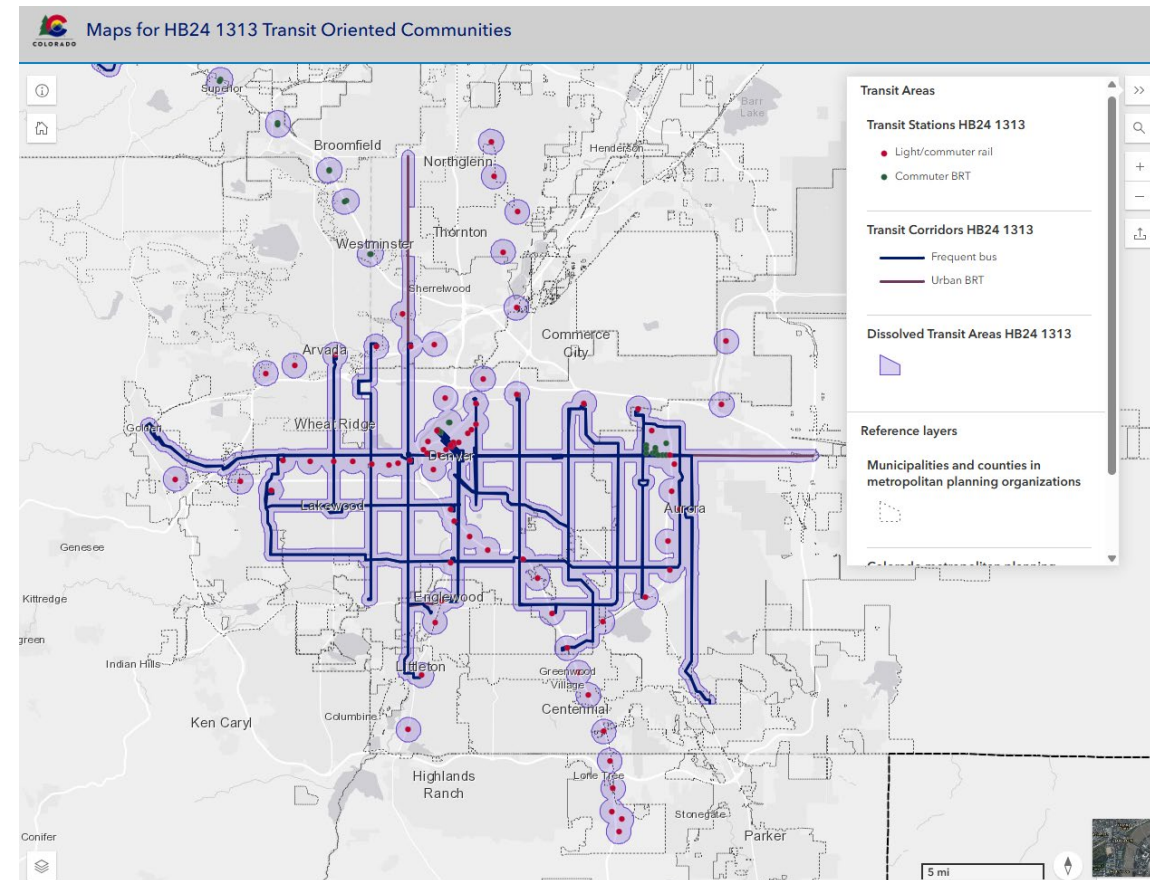 COLORADO
Maps for HB24 1313 Transit Oriented Communities
Transit Areas
Transit Stations HB24 1313
Light/commuter rail
Commuter BRT
Transit Corridors HB24 1313
Frequent bus
Urban BRT
Dissolved Transit Areas HB24 1313
Reference layers
Municipalities and counties in
metropolitan planning organizations
Colorado metropolitan planning
Superior
Barr
Lake
Broomfield
Northglenn
Henderson
Westminster
Thornton
Sherrelwood
Commerce
City
Arvada
Wheat Ridge
Golden
Denver
Lakewood
Aurora
Genesee
Englewood
Kittredge
green
Indian Hills
Littleton
Greenwood
Village
Centennial
Ken Caryl
Columbine
Highlands
Ranch
Lone Tree
Stonegate
Parker
Conifer
5 mi